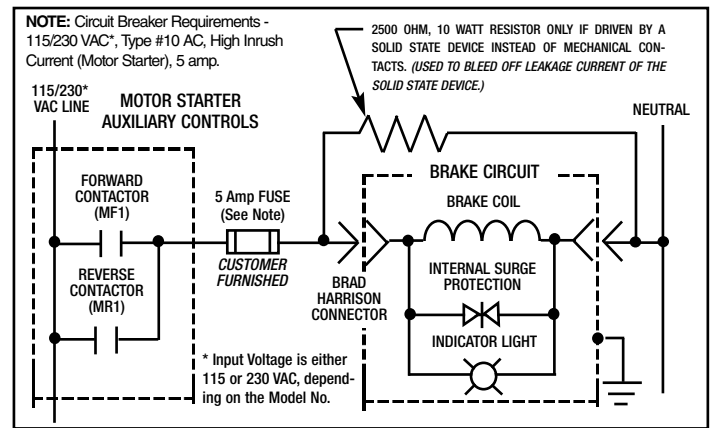 NOTE: Circuit Breaker Requirements -
115/230 VAC*, Type #10 AC, High Inrush
Current (Motor Starter), 5 amp.
2500 OHM, 10 WATT RESISTOR ONLY IF DRIVEN BY A
SOLID STATE DEVICE INSTEAD OF MECHANICAL CON-
TACTS. (USED TO BLEED OFF LEAKAGE CURRENT OF THE
SOLID STATE DEVICE.)
115/230*
VAC LINE
MOTOR STARTER
AUXILIARY CONTROLS
NEUTRAL
FORWARD
CONTACTOR
(MF1)
REVERSE
CONTACTOR
(MR1)
5 Amp FUSE
(See Note)
CUSTOMER
FURNISHED
BRAD
HARRISON
CONNECTOR
BRAKE CIRCUIT
BRAKE COIL
INTERNAL SURGE
PROTECTION
INDICATOR LIGHT
* Input Voltage is either
115 or 230 VAC, depend-
ing on the Model No.